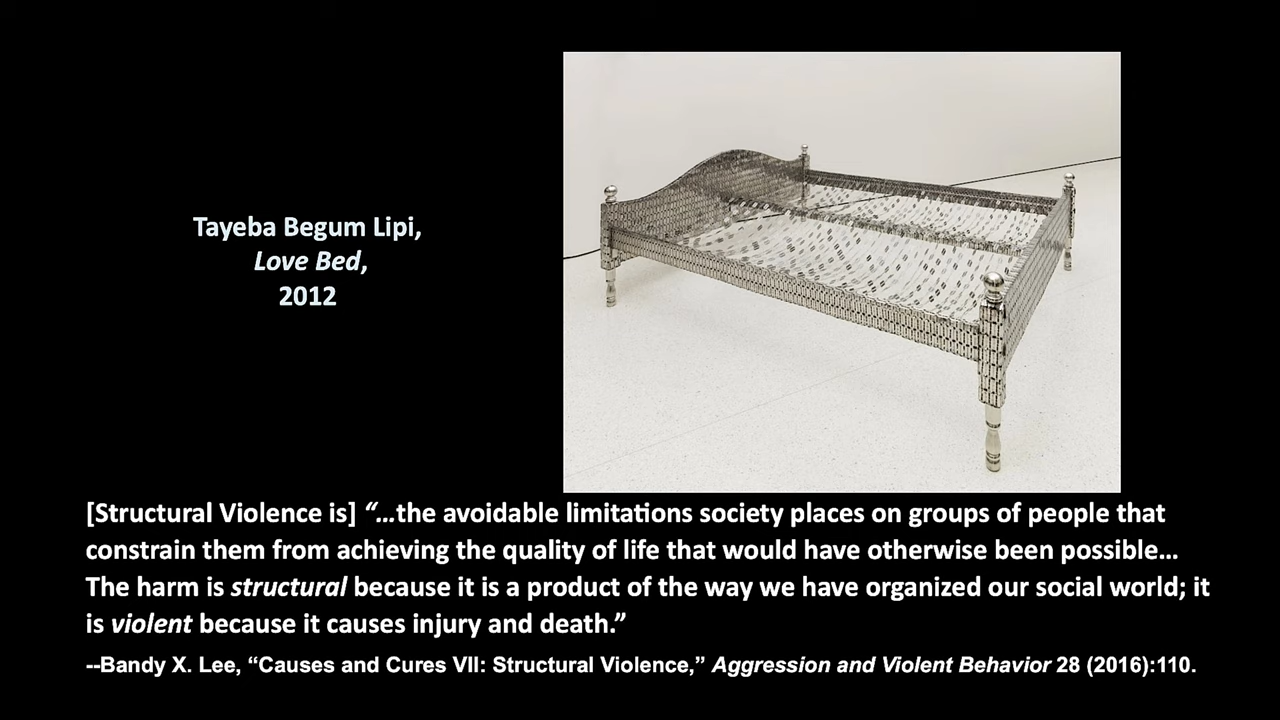 Tayeba Begum Lipi,
Love Bed,
2012
[Structural Violence is] “…the avoidable limitations society places on groups of people that
constrain them from achieving the quality of life that would have otherwise been possible…
The harm is structural because it is a product of the way we have organized our social world; it
is violent because it causes injury and death.”
--Bandy X. Lee, “Causes and Cures VII: Structural Violence,” Aggression and Violent Behavior 28 (2016):110.